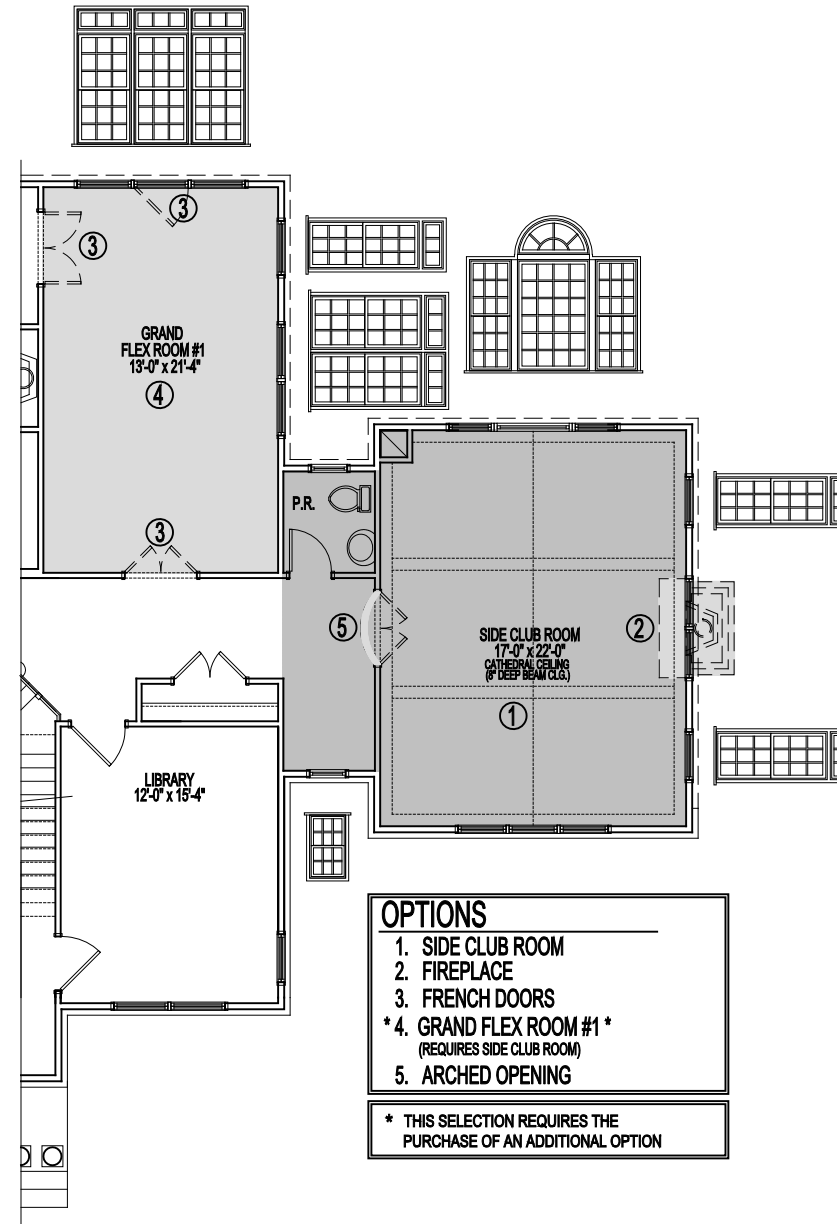 3
3
GRAND
FLEX ROOM #1
13'-0" x 21'-4"
4
P.R.
3
5
SIDE CLUB ROOM
17'-0" x 22'-0"
CATHEDRAL CEILING
(8" DEEP BEAM CLG.)
2
1
LIBRARY
12'-0" x 15'-4"
OPTIONS
1. SIDE CLUB ROOM
2. FIREPLACE
3. FRENCH DOORS
* 4. GRAND FLEX ROOM #1 *
(REQUIRES SIDE CLUB ROOM)
5. ARCHED OPENING
* THIS SELECTION REQUIRES THE
PURCHASE OF AN ADDITIONAL OPTION